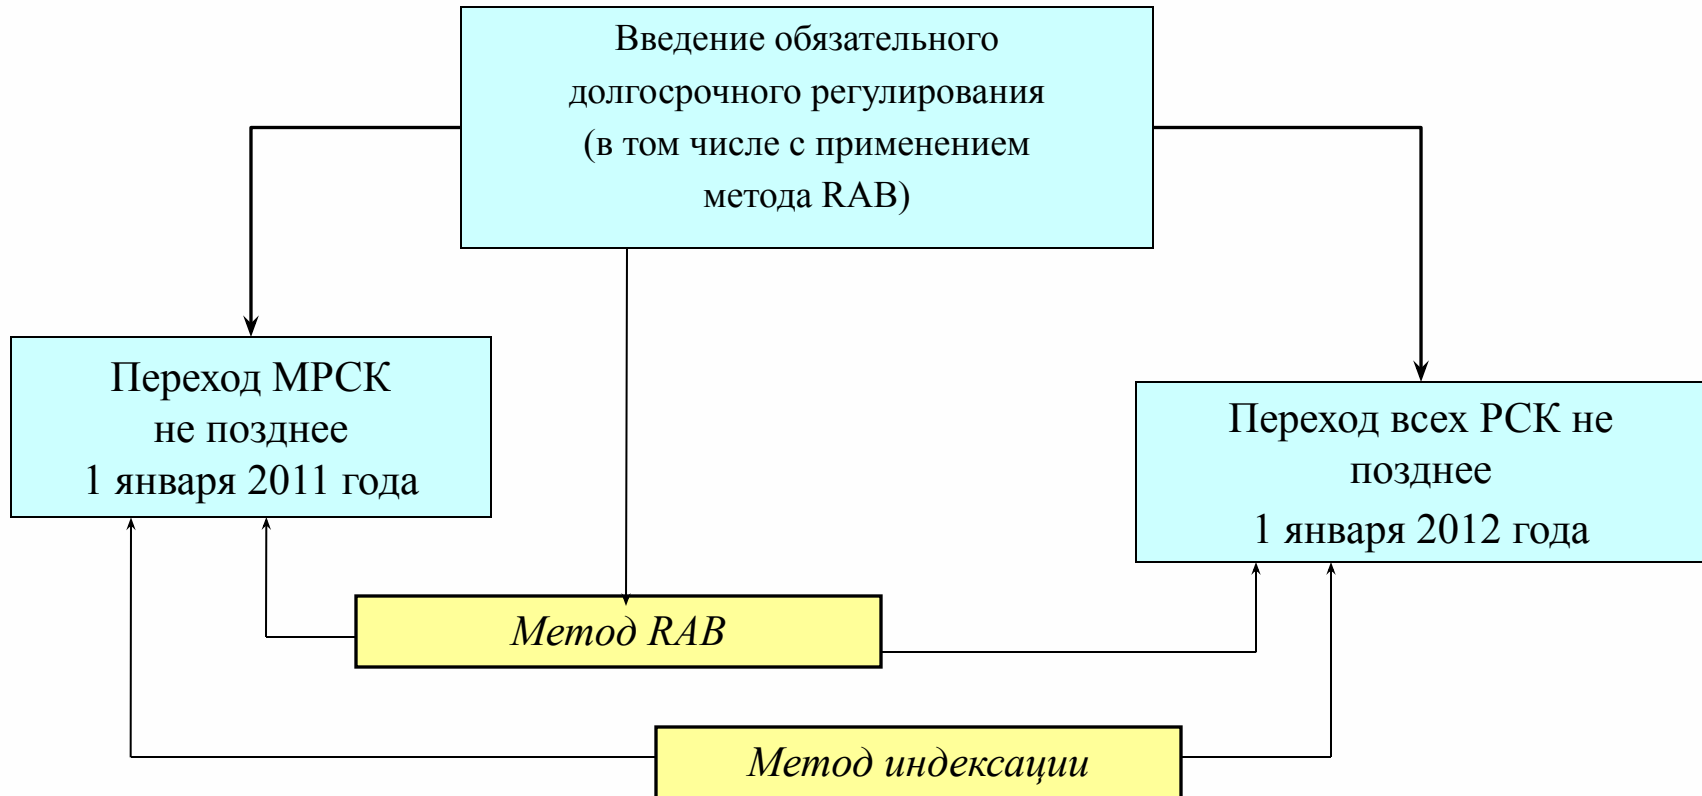 Введение обязательного
долгосрочного регулирования
(в том числе с применением
метода RAB)
Переход МРСК
не позднее
1 января 2011 года
Переход всех РСК не
позднее
1 января 2012 года
Метод RAB
Метод индексации